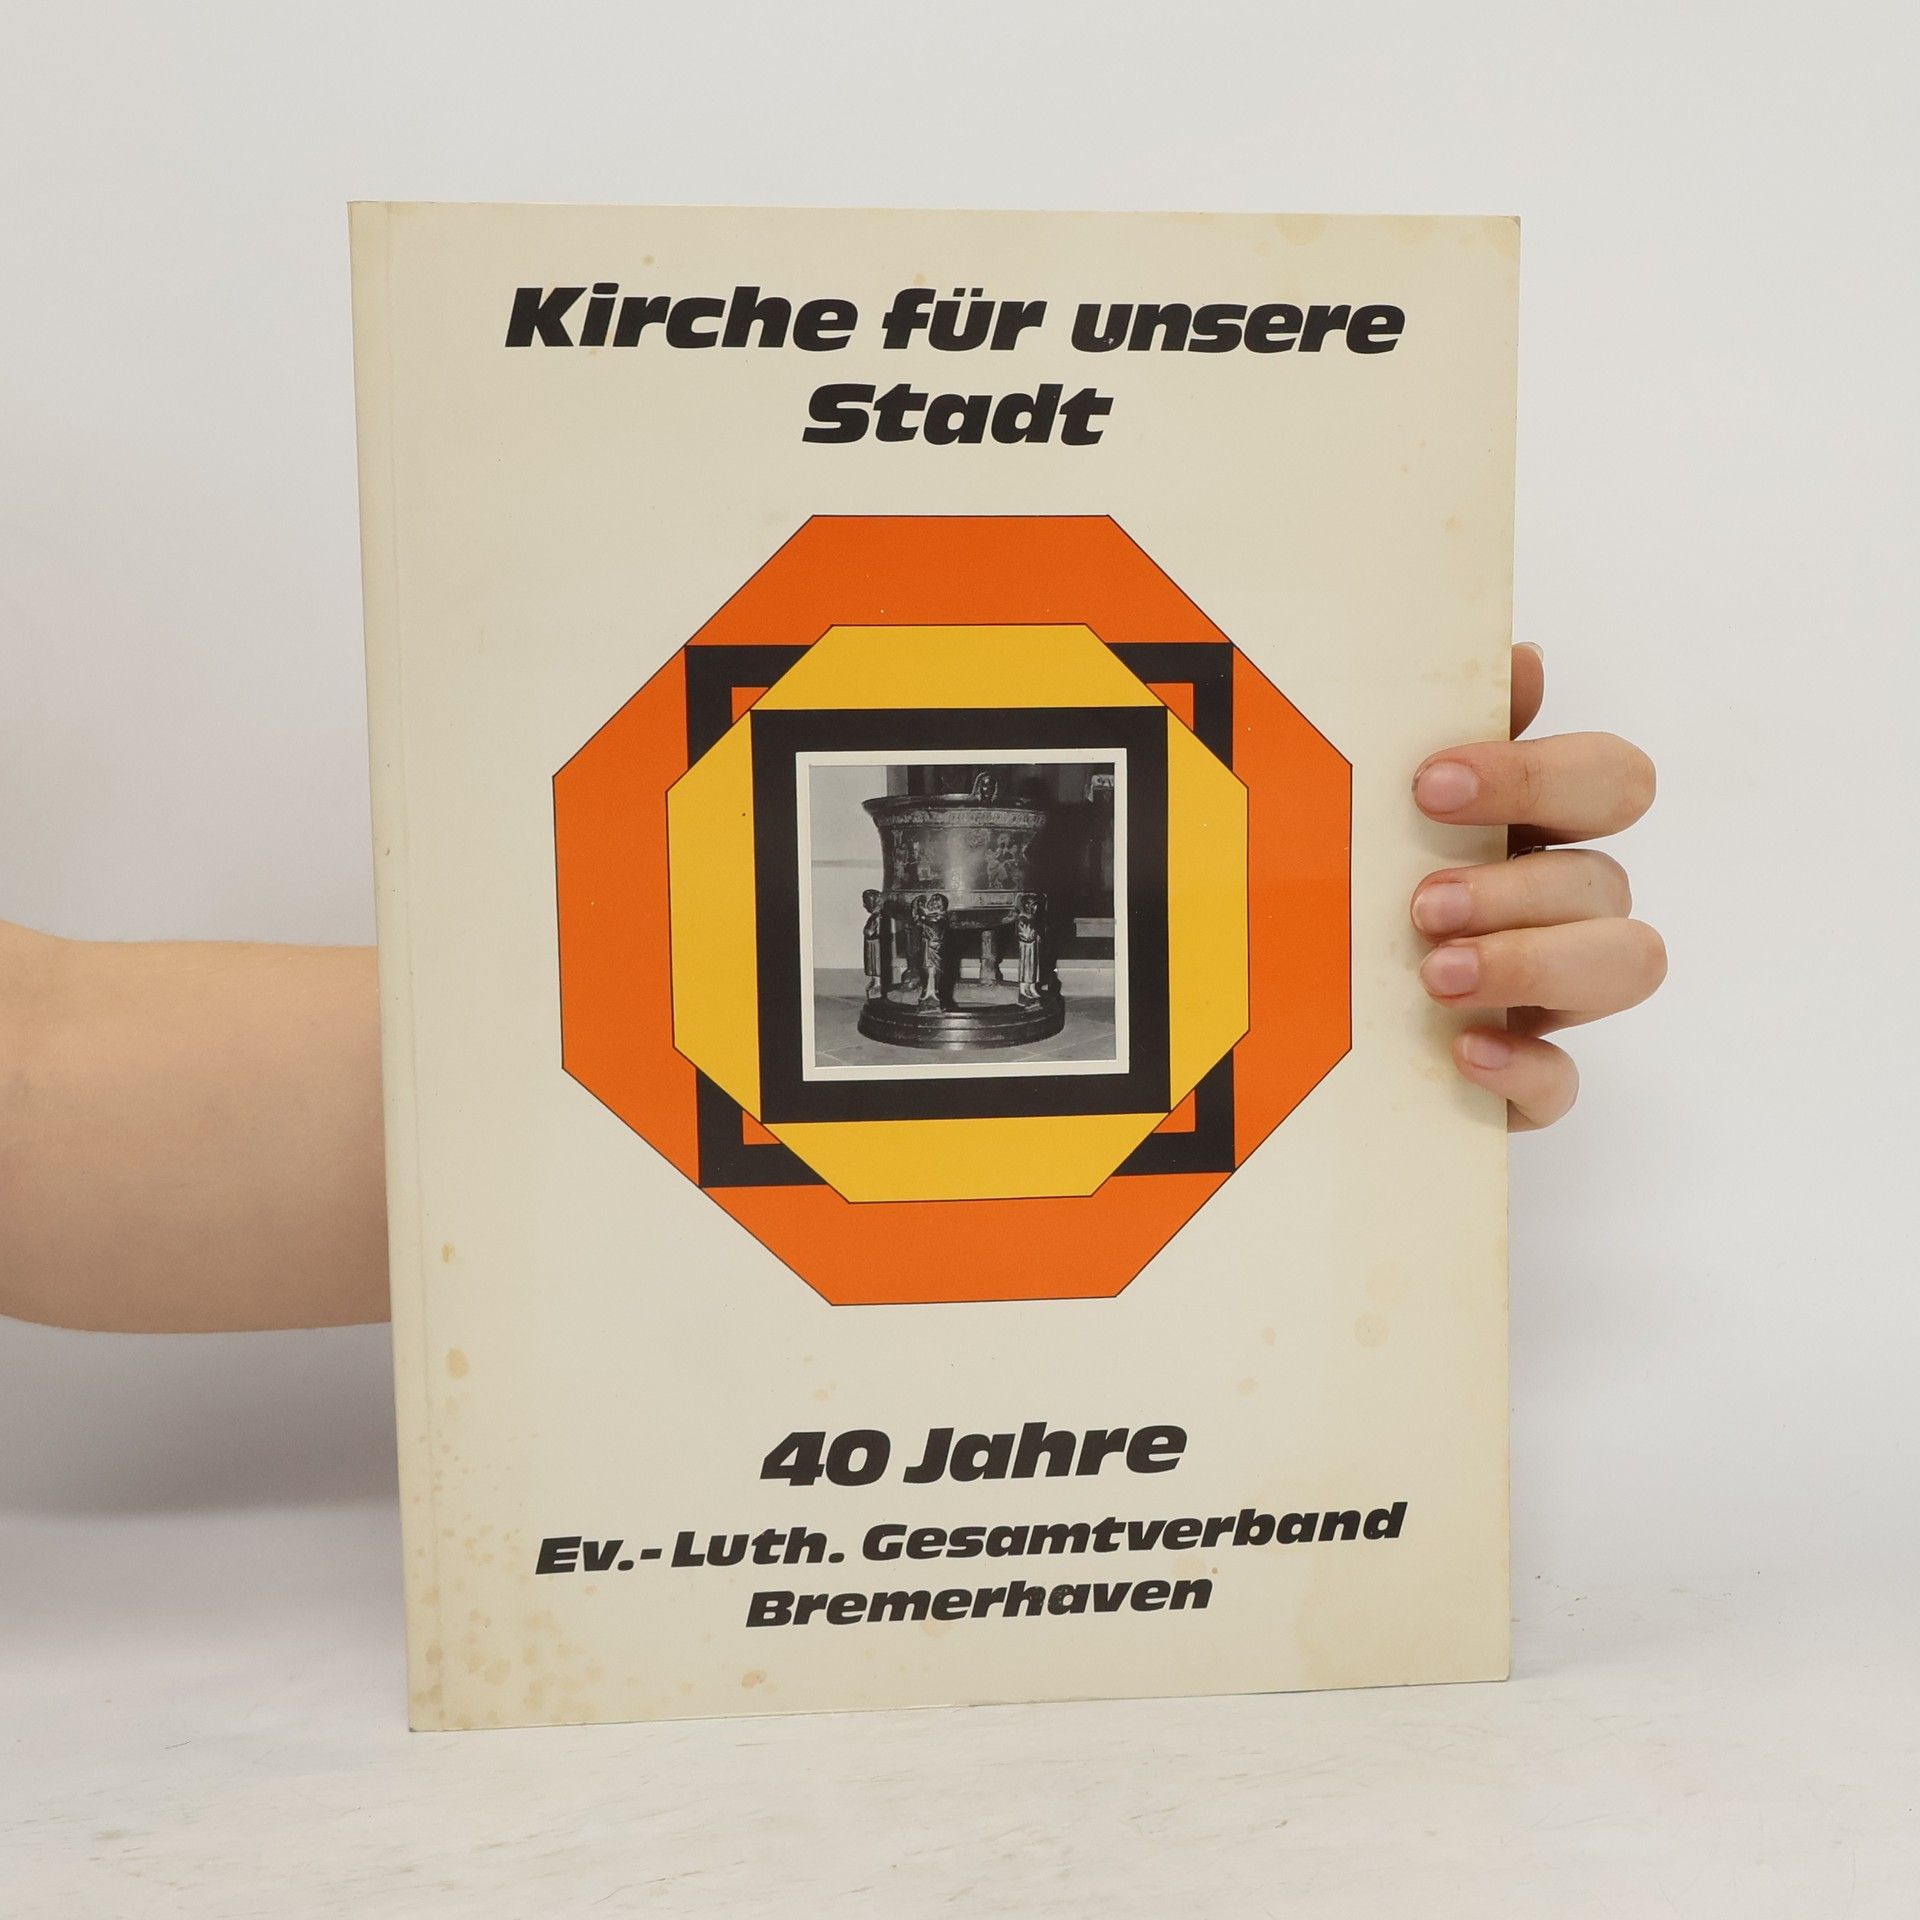 Kirche für unsere
Stadt
40 Jahre
Ev.-Luth. Gesamtverband
Bremerhaven